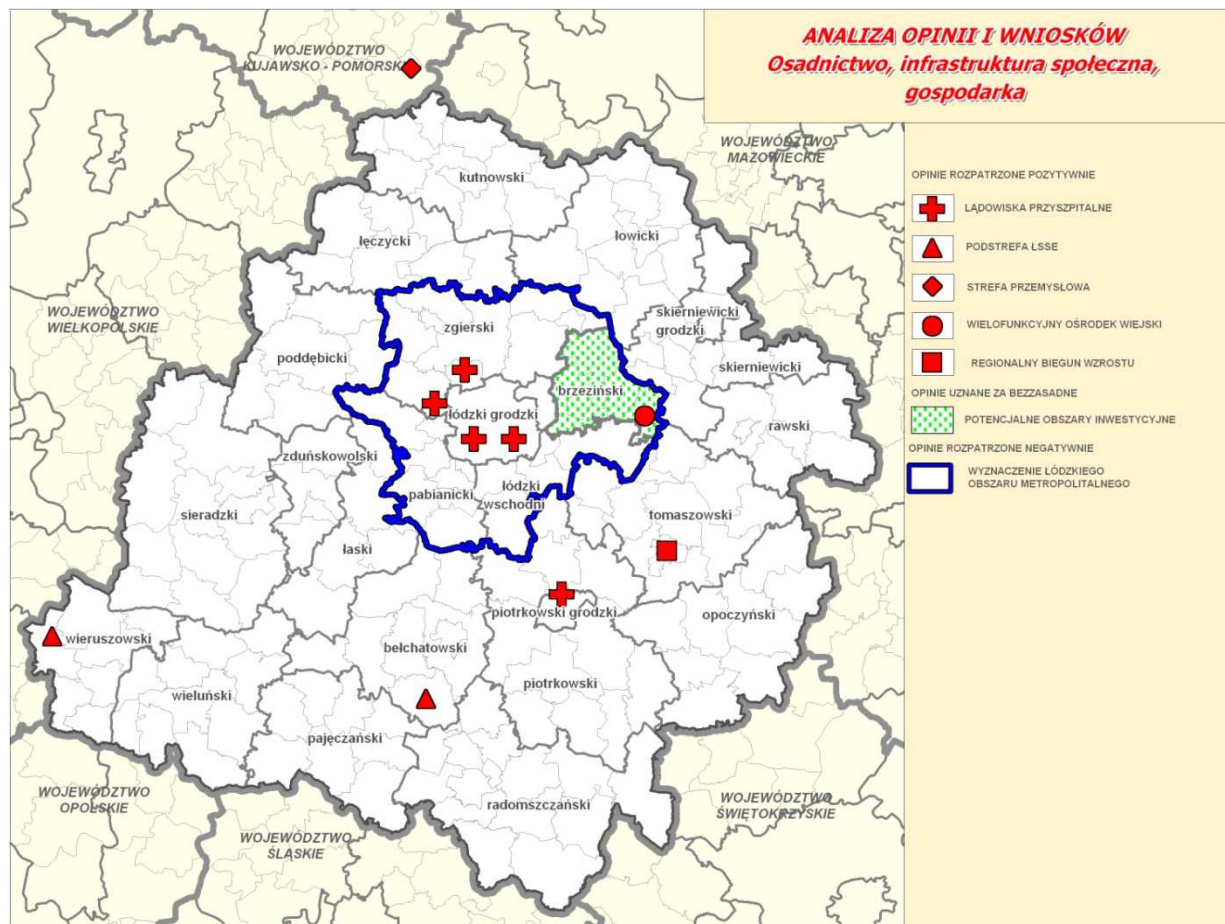 ANALIZA OPINII I WNIOSKÓW
Osadnictwo, infrastruktura społeczna,
gospodarka
WOJEWÓDZTWO
KUJAWSKO - POMORSKIE
WOJEWÓDZTWO
MAZOWIECKIE
kutnowski
łęczycki
łowicki
WOJEWÓDZTWO
WIELKOPOLSKIE
zgierski
skierniewicki
grodzki
poddębicki
skierniewicki
brzeziński
łódzki grodzki
rawski
zduńskowolski
pabianicki
łódzki
wschodni
sieradzki
tomaszowski
łaski
piotrkowski grodzki
opoczyński
wieruszowski
bełchatowski
wieluński
piotrkowski
pajęczański
radomszczański
WOJEWÓDZTWO
OPOLSKIE
WOJEWÓDZTWO
ŚLĄSKIE
WOJEWÓDZTWO
ŚWIĘTOKRZYSKIE
OPINIE ROZPATRZONE POZYTYWNIE
LĄDOWISKA PRZYSZPITALNE
PODSTREFA ŁSSE
STREFA PRZEMYSŁOWA
WIELOFUNKCYJNY OŚRODEK WIEJSKI
REGIONALNY BIEGUN WZROSTU
OPINIE UZNANE ZA BEZZASADNE
POTENCJALNE OBSZARY INWESTYCYJNE
OPINIE ROZPATRZONE NEGATYWNIE
WYZNACZENIE ŁÓDZKIEGO
OBSZARU METROPOLITALNEGO